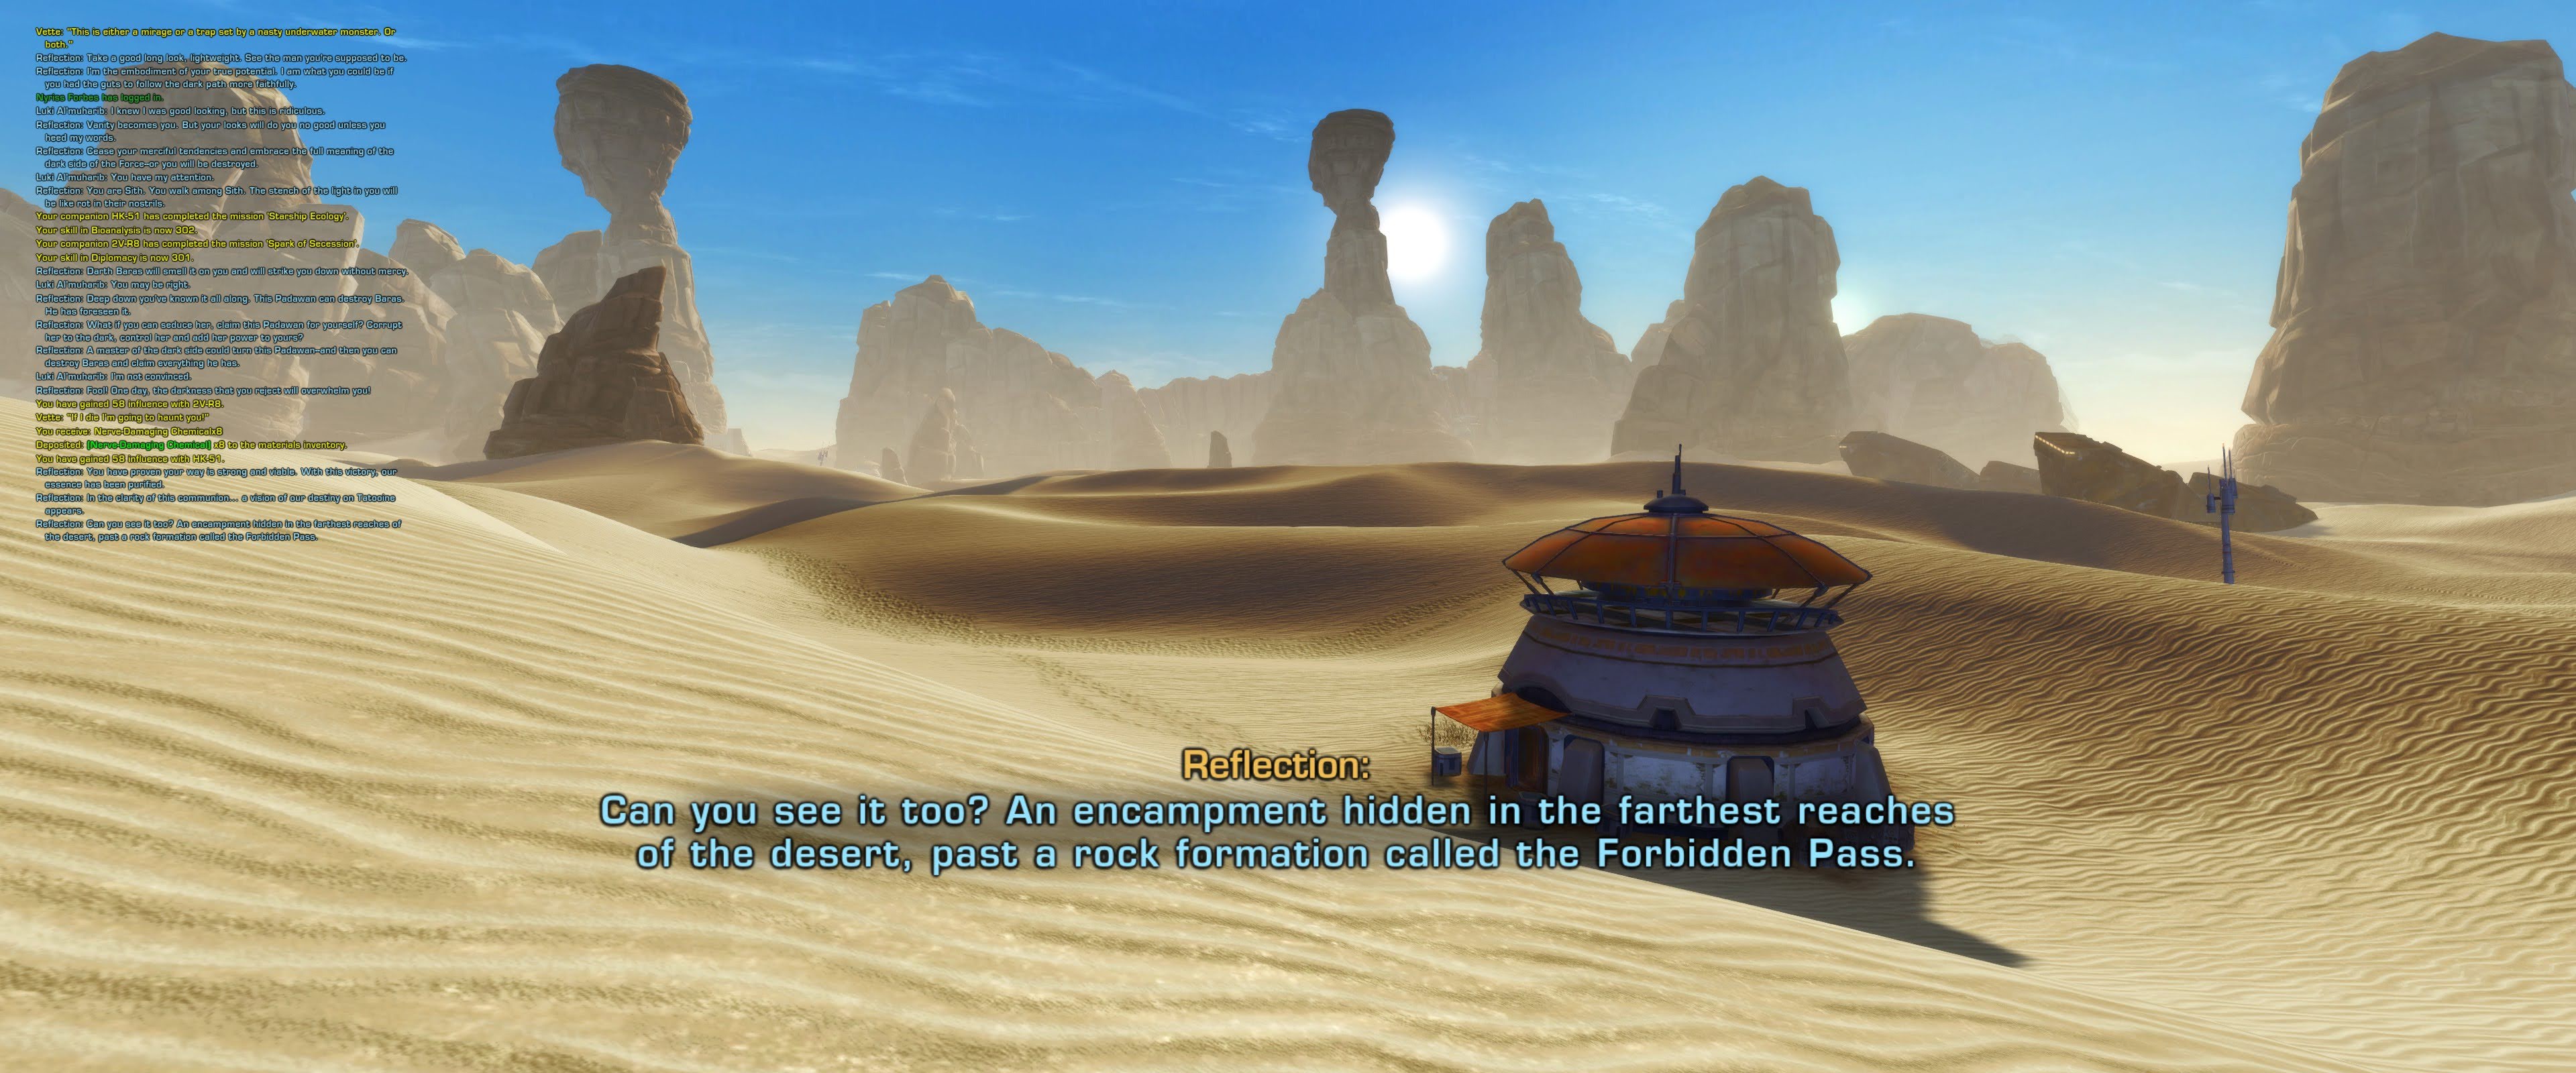 Vette: "This is either a mirage or a trap set by a nasty underwater monster. Or
both."
Reflection: Take a good long look, lightweight. See the man you're supposed to be.
Reflection: I'm the embodiment of your true potential. I am what you could be if
you had the guts to follow the dark path more faithfully.
Nyriss Forbes has logged in.
Luki Al'muharib: I knew I was good looking, but this is ridiculous.
Reflection: Vanity becomes you. But your looks will do you no good unless you
heed my words.
Reflection: Cease your merciful tendencies and embrace the full meaning of the
dark side of the Force–or you will be destroyed.
Luki Al'muharib: You have my attention.
Reflection: You are Sith. You walk among Sith. The stench of the light in you will
be like rot in their nostrils.
Your companion HK-51 has completed the mission 'Starship Ecology'.
Your skill in Bioanalysis is now 302.
Your companion 2V-R8 has completed the mission 'Spark of Secession'.
Your skill in Diplomacy is now 301.
Reflection: Darth Baras will smell it on you and will strike you down without mercy.
Luki Al'muharib: You may be right.
Reflection: Deep down you've known it all along. This Padawan can destroy Baras.
He has foreseen it.
Reflection: What if you can seduce her, claim this Padawan for yourself? Corrupt
her to the dark, control her and add her power to yours?
Reflection: A master of the dark side could turn this Padawan–and then you can
destroy Baras and claim everything he has.
Luki Al'muharib: I'm not convinced.
Reflection: Fool! One day, the darkness that you reject will overwhelm you!
You have gained 58 influence with 2V-R8.
Vette: "If I die I'm going to haunt you!"
You receive: Nerve-Damaging Chemicalx8
Deposited: [Nerve-Damaging Chemical] x8 to the materials inventory.
You have gained 58 influence with HK-51.
Reflection: You have proven your way is strong and viable. With this victory, our
essence has been purified.
Reflection: In the clarity of this communion... a vision of our destiny on Tatooine
appears.
Reflection: Can you see it too? An encampment hidden in the farthest reaches of
the desert, past a rock formation called the Forbidden Pass.
Reflection:
Can you see it too? An encampment hidden in the farthest reaches
of the desert, past a rock formation called the Forbidden Pass.